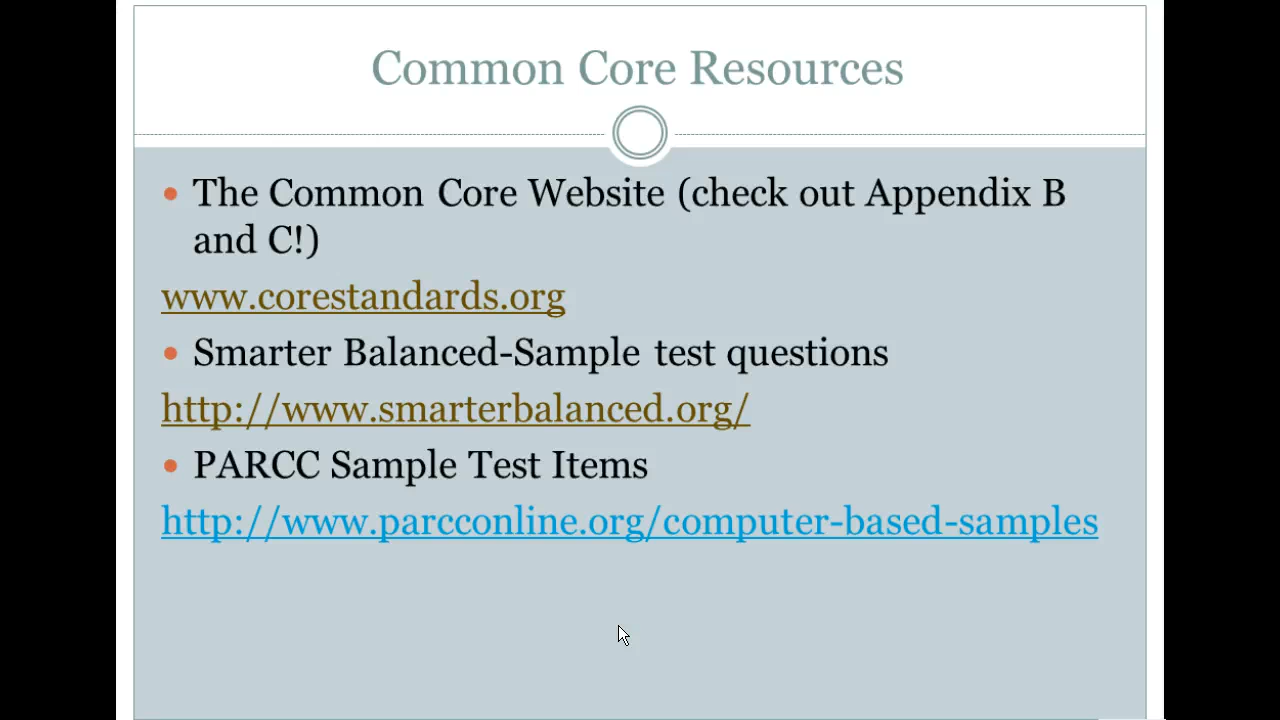 Common Core Resources
• The Common Core Website (check out Appendix B
and C!)
www.corestandards.org
• Smarter Balanced-Sample test questions
http://www.smarterbalanced.org/
• PARCC Sample Test Items
http://www.parcconline.org/computer-based-samples